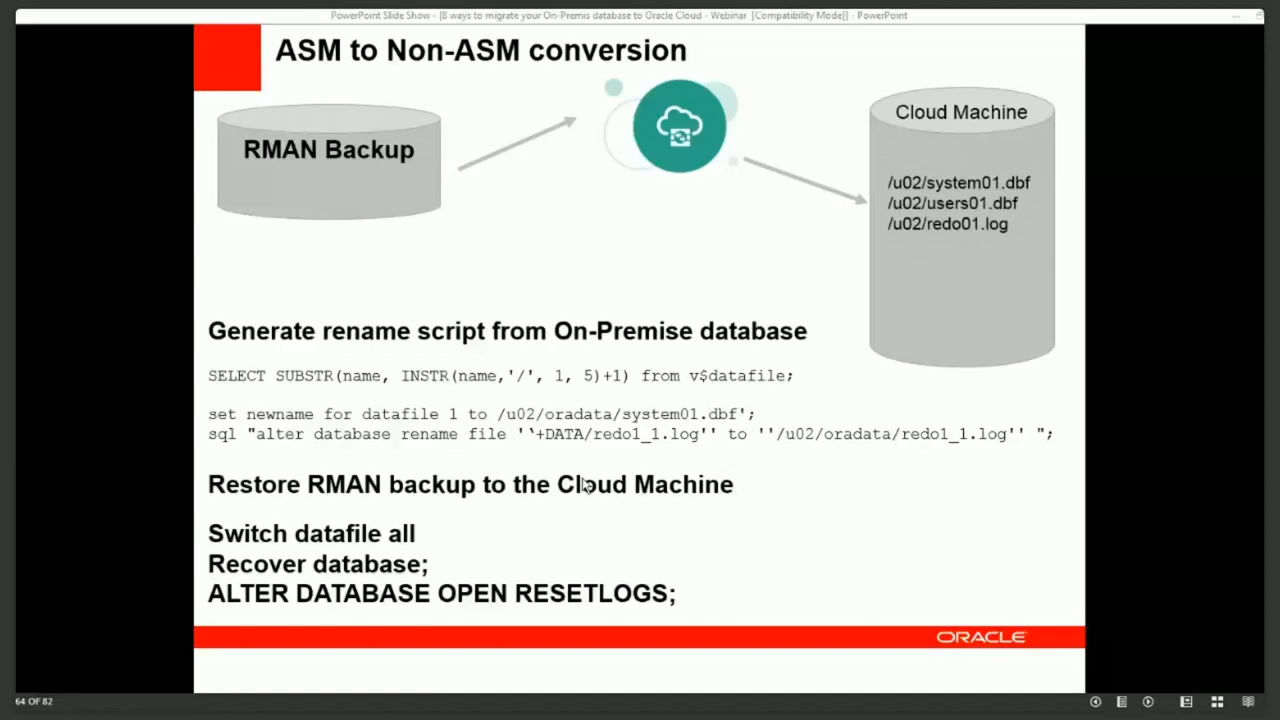 PowerPoint Slide Show - [8 ways to migrate your On-Premis database to Oracle Cloud - Webinar [Compatibility Mode]] - PowerPoint
ASM to Non-ASM conversion
RMAN Backup
Cloud Machine
/u02/system01.dbf
/u02/users01.dbf
/u02/redo01.log
Generate rename script from On-Premise database
SELECT SUBSTR(name, INSTR(name,'/', 1, 5)+1) from v$datafile;
set newname for datafile 1 to /u02/oradata/system01.dbf';
sql "alter database rename file ''‘+DATA/redo1_1.log'' to ''/u02/oradata/redo1_1.log'' ";
Restore RMAN backup to the Cloud Machine
Switch datafile all
Recover database;
ALTER DATABASE OPEN RESETLOGS;
ORACLE
64 OF 82